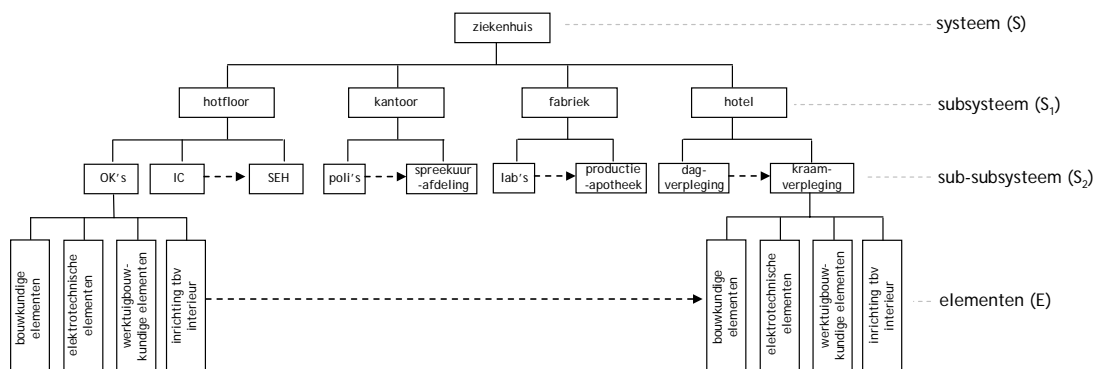 ziekenhuis
systeem (S)
hotfloor
kantoor
fabriek
hotel
subsysteem (S₁)
OK's
IC
SEH
poli's
spreekuur
-afdeling
lab's
productie
-apotheek
dag-
verpleging
kraam-
verpleging
sub-subsysteem (S₂)
bouwkundige
elementen
elektrotechnische
elementen
werktuigbouw-
kundige elementen
inrichting tbv
interieur
bouwkundige
elementen
elektrotechnische
elementen
werktuigbouw-
kundige elementen
inrichting tbv
interieur
elementen (E)